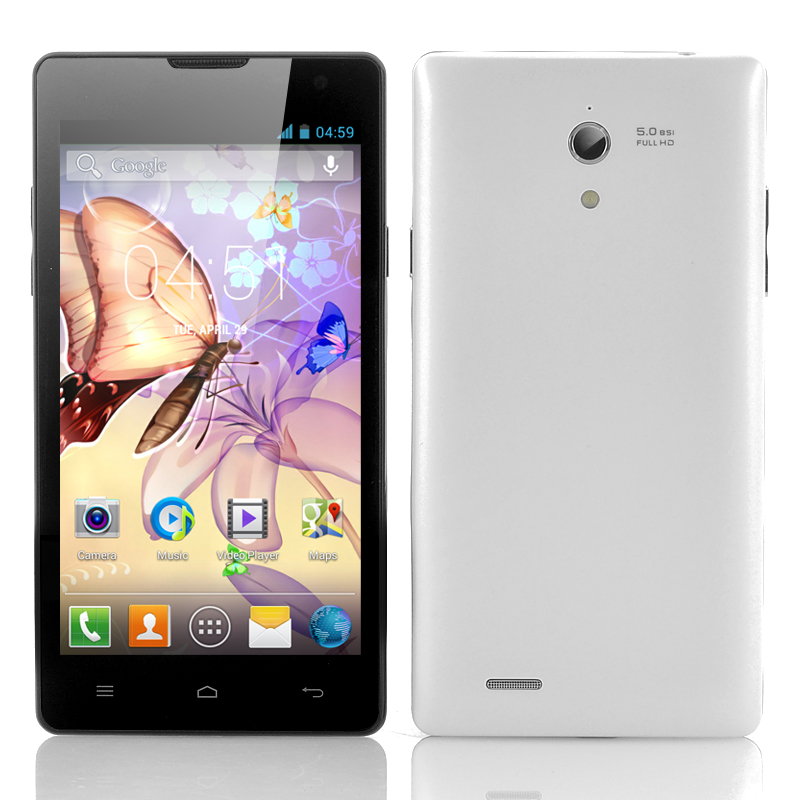 04:59
Google
04:51
TUE, APRIL 29
Camera
Music
Video Player
Maps
5.0 BSI
FULL HD